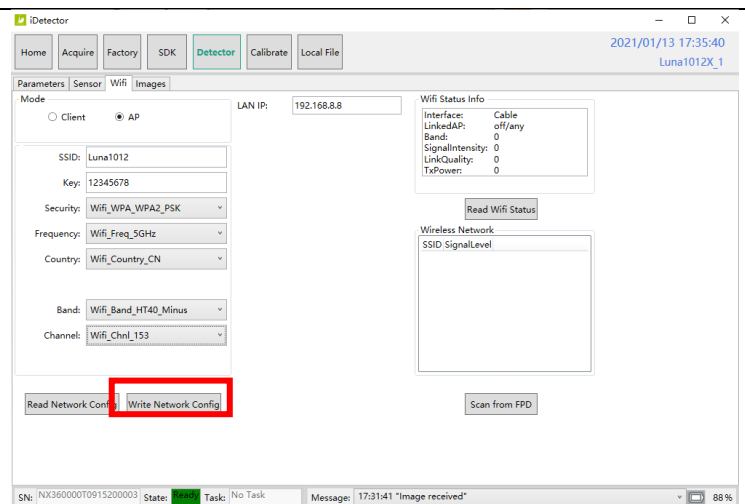 iDetector
Home Acquire Factory SDK Detector Calibrate Local File
2021/01/13 17:35:40
Luna1012X_1
Parameters Sensor Wifi Images
Mode
Client AP
LAN IP: 192.168.8.8
Wifi Status Info
Interface: Cable
LinkedAP: off/any
Band: 0
SignalIntensity: 0
LinkQuality: 0
TxPower: 0
SSID: Luna1012
Key: 12345678
Security: Wifi_WPA_WPA2_PSK
Frequency: Wifi_Freq_5GHz
Country: Wifi_Country_CN
Band: Wifi_Band_HT40_Minus
Channel: Wifi_Chnl_153
Read Wifi Status
Wireless Network
SSID SignalLevel
Read Network Config Write Network Config
Scan from FPD
SN: NX360000T0915200003 State: Ready Task: No Task Message: 17:31:41 "Image received" 88%